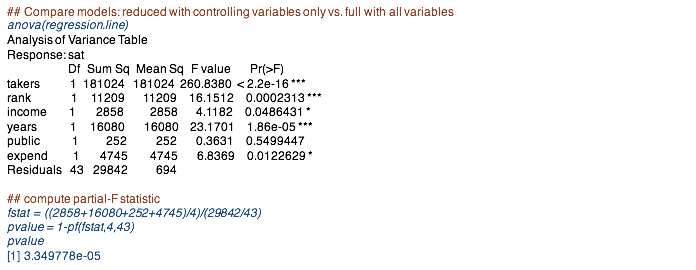 ## Compare models: reduced with controlling variables only vs. full with all variables
anova(regression.line)
Analysis of Variance Table
Response: sat
Df Sum Sq Mean Sq F value Pr(>F)
takers 1 181024 181024 260.8380 < 2.2e-16 ***
rank 1 11209 11209 16.1512 0.0002313 ***
income 1 2858 2858 4.1182 0.0486431 *
years 1 16080 16080 23.1701 1.86e-05 ***
public 1 252 252 0.3631 0.5499447
expend 1 4745 4745 6.8369 0.0122629 *
Residuals 43 29842 694
## compute partial-F statistic
fstat = ((2858+16080+252+4745)/4)/(29842/43)
pvalue = 1-pf(fstat,4,43)
pvalue
[1] 3.349778e-05